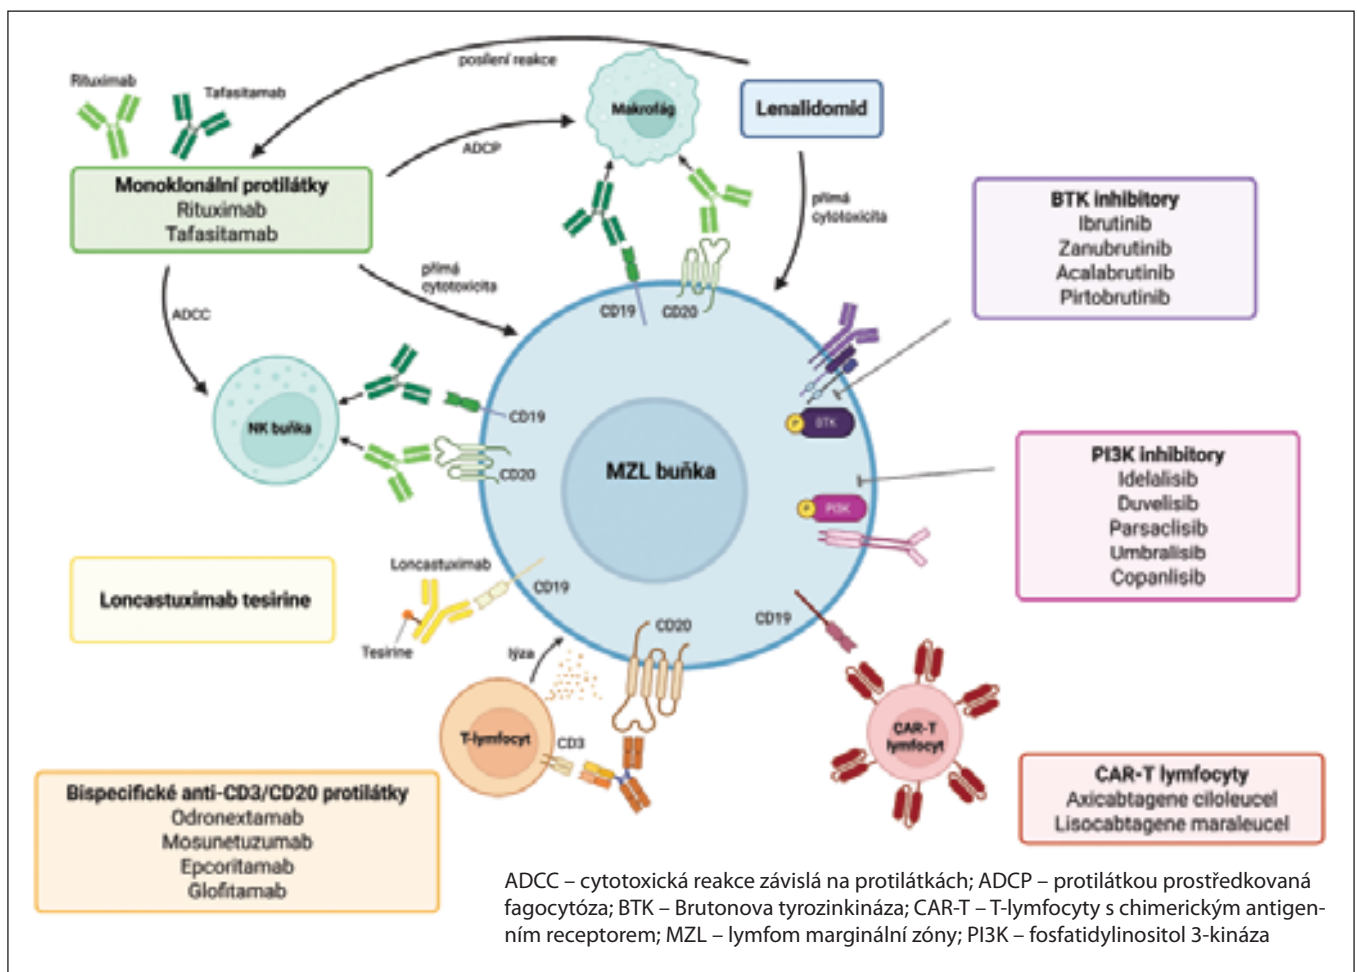 posílení reakce
Rituximab
Tafasitamab
Makrofág
Lenalidomid
ADCP
Monoklonální protilátky
Rituximab
Tafasitamab
přímá
cytotoxicita
BTK inhibitory
Ibrutinib
Zanubrutinib
Acalabrutinib
Pirtobrutinib
přímá
cytotoxicita
ADCC
CD19
CD20
NK buňka
CD19
CD20
P
BTK
MZL buňka
P
PI3K
PI3K inhibitory
Idelalisib
Duvelisib
Parsaclisib
Umbralisib
Copanlisib
Loncastuximab tesirine
Loncastuximab
CD19
Tesirine
lýza
CD20
CD19
T-lymfocyt
CD3
CAR-T
lymfocyt
Bispecifické anti-CD3/CD20 protilátky
Odronextamab
Mosunetuzumab
Epcoritamab
Glofitamab
CAR-T lymfocyty
Axicabtagene ciloleucel
Lisocabtagene maraleucel
ADCC – cytotoxická reakce závislá na protilátkách; ADCP – protilátkou prostředkovaná
fagocytóza; BTK – Brutonova tyrozinkináza; CAR-T – T-lymfocyty s chimerickým antigen-
ním receptorem; MZL – lymfom marginální zóny; PI3K – fosfatidylinositol 3-kináza